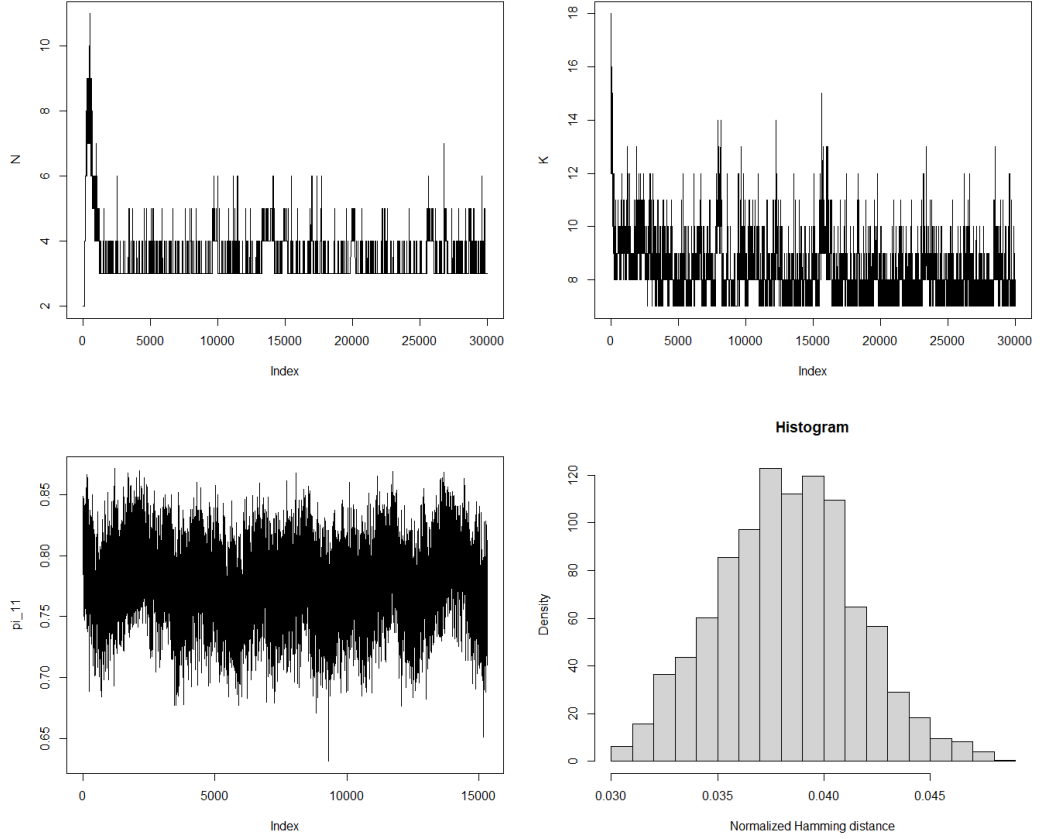 N
2 4 6 8 10
0 5000 10000 15000 20000 25000 30000
Index
K
8 10 12 14 16 18
0 5000 10000 15000 20000 25000 30000
Index
pi_11
0.65 0.70 0.75 0.80 0.85
0 5000 10000 15000
Index
Histogram
Density
0 20 40 60 80 100 120
0.030 0.035 0.040 0.045
Normalized Hamming distance